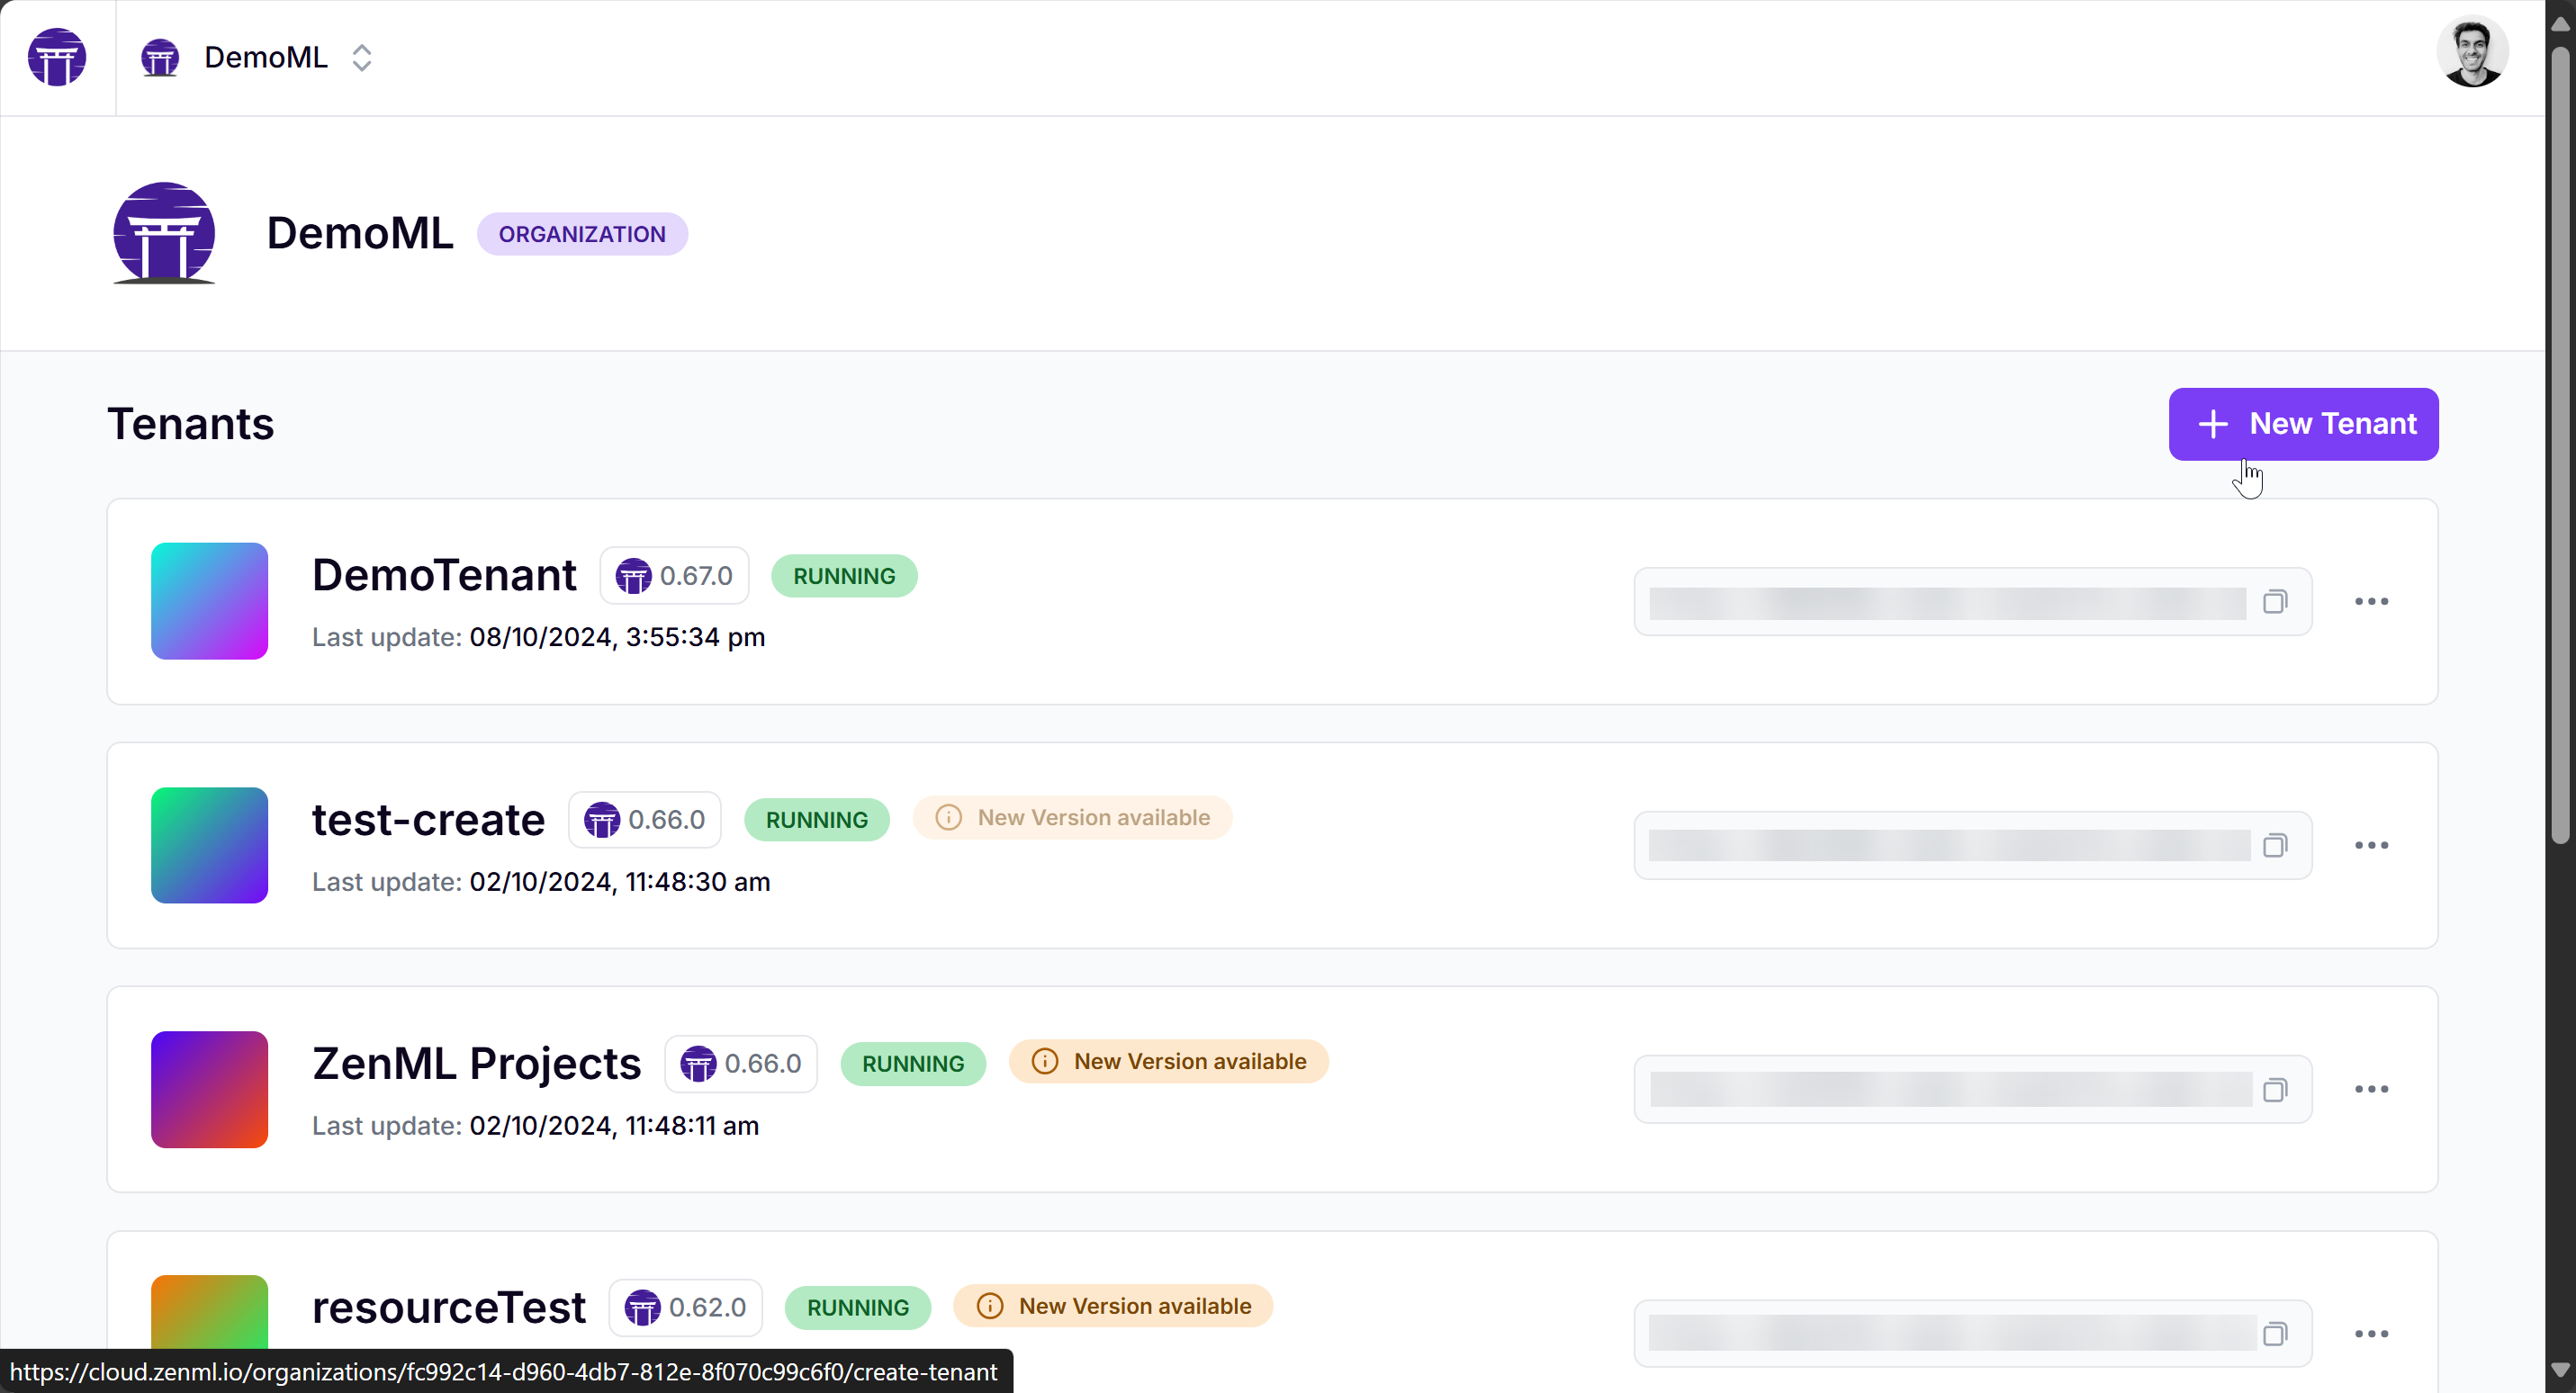 DemoML
DemoML ORGANIZATION
Tenants
New Tenant
DemoTenant 0.67.0 RUNNING
Last update: 08/10/2024, 3:55:34 pm
test-create 0.66.0 RUNNING New Version available
Last update: 02/10/2024, 11:48:30 am
ZenML Projects 0.66.0 RUNNING New Version available
Last update: 02/10/2024, 11:48:11 am
resourceTest 0.62.0 RUNNING New Version available
https://cloud.zenml.io/organizations/fc992c14-d960-4db7-812e-8f070c99c6f0/create-tenant